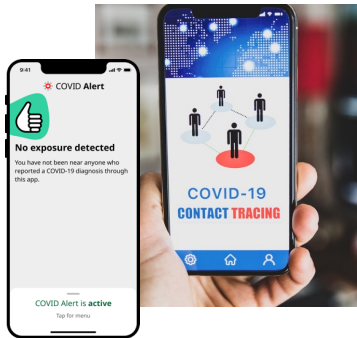 9:41
COVID Alert
No exposure detected
You have not been near anyone who
reported a COVID-19 diagnosis through
this app.
COVID Alert is active
Tap for menu
COVID-19
CONTACT TRACING